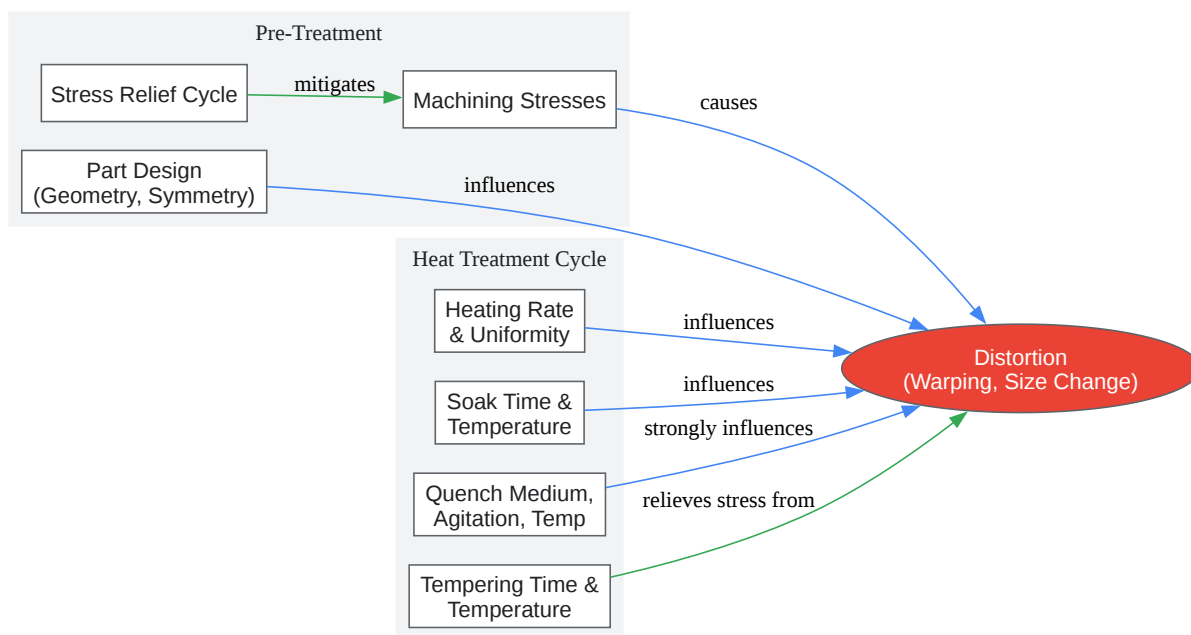 Pre-Treatment
Stress Relief Cycle
mitigates
Machining Stresses
causes
Part Design
(Geometry, Symmetry)
influences
Heat Treatment Cycle
Heating Rate
& Uniformity
influences
Distortion
(Warping, Size Change)
Soak Time &
Temperature
influences
strongly influences
Quench Medium,
Agitation, Temp
relieves stress from
Tempering Time &
Temperature